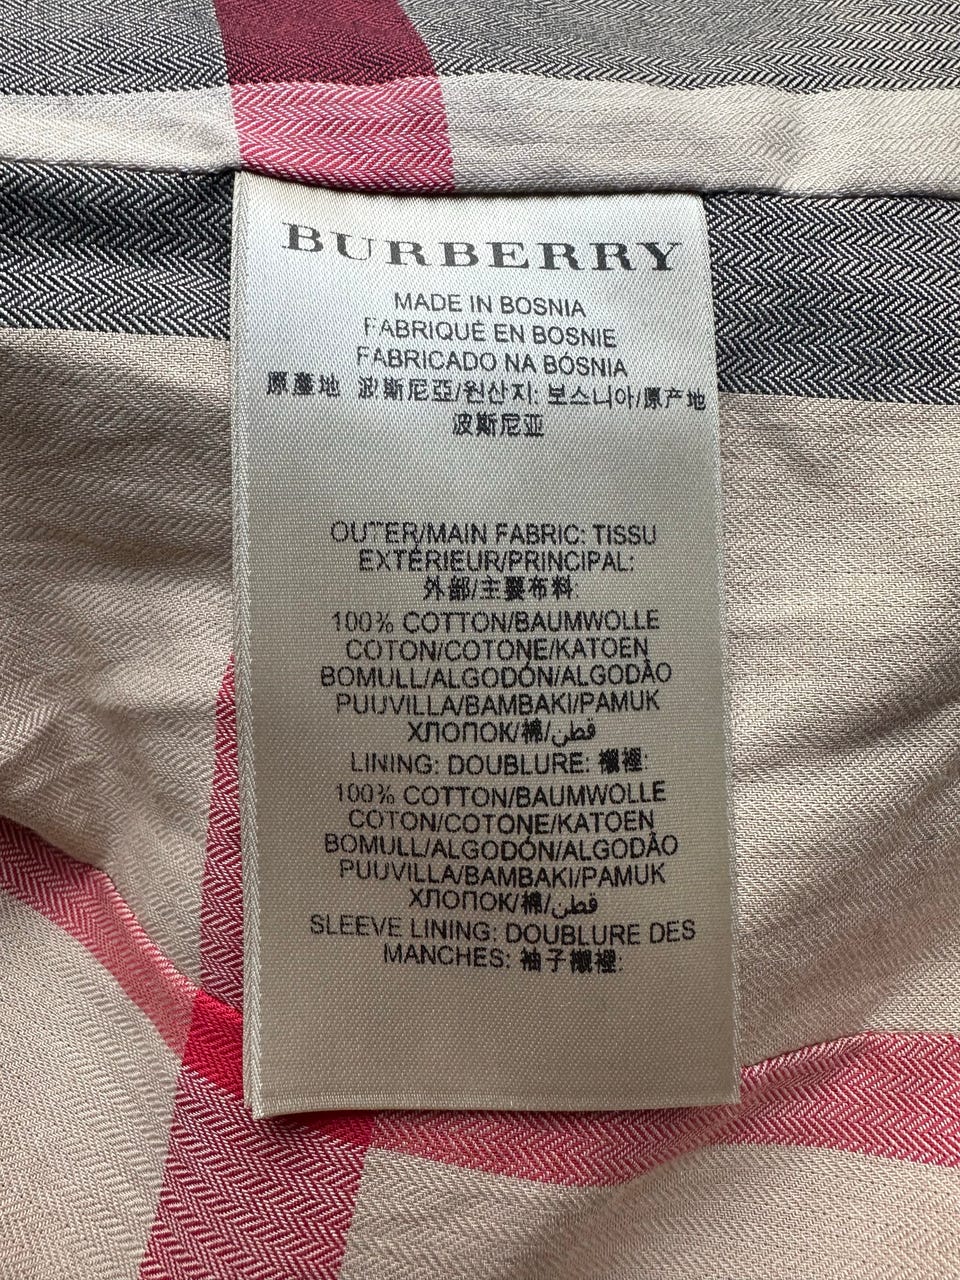 BURBERRY
MADE IN BOSNIA
FABRIQUÉ EN BOSNIE
FABRICADO NA BÓSNIA
原產地 波斯尼亞/원산지: 보스니아/原产地
波斯尼亚
OUTER/MAIN FABRIC: TISSU
EXTÉRIEUR/PRINCIPAL:
外部/主要布料:
100% COTTON/BAUMWOLLE
COTON/COTONE/KATOEN
BOMULL/ALGODÓN/ALGODÃO
PUUVILLA/BAMBAKI/PAMUK
ХЛОПОК/棉/قطن
LINING: DOUBLURE: 襯裡:
100% COTTON/BAUMWOLLE
COTON/COTONE/KATOEN
BOMULL/ALGODÓN/ALGODÃO
PUUVILLA/BAMBAKI/PAMUK
ХЛОПОК/棉/قطن
SLEEVE LINING: DOUBLURE DES
MANCHES: 袖子襯裡: